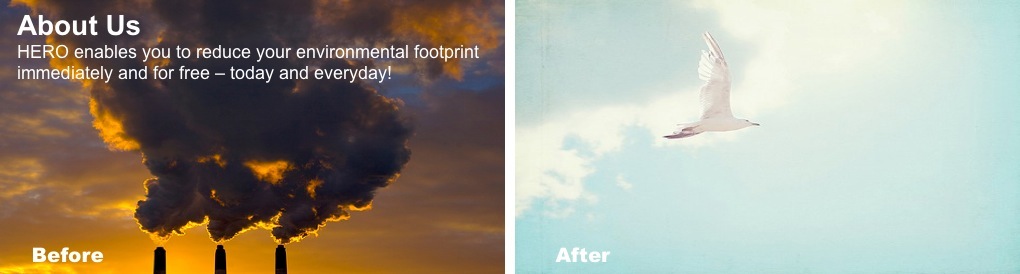 About Us
HERO enables you to reduce your environmental footprint
immediately and for free – today and everyday!
Before
After